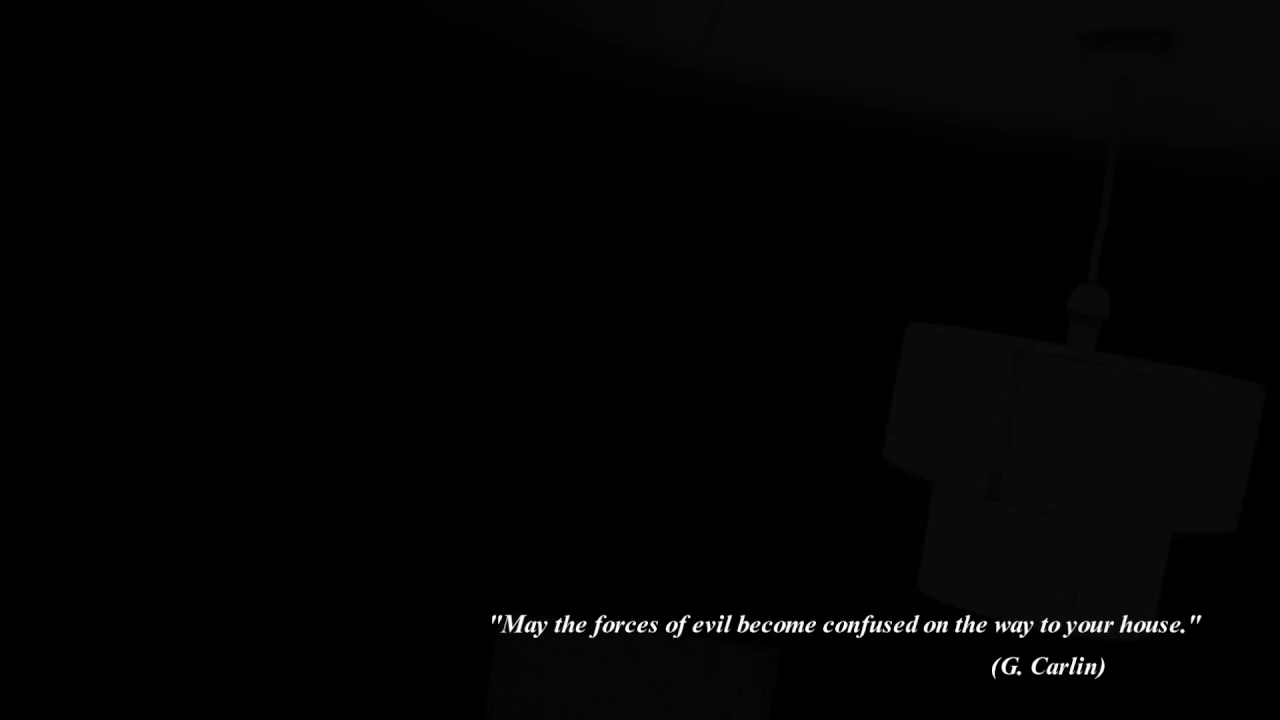 "May the forces of evil become confused on the way to your house."
(G. Carlin)